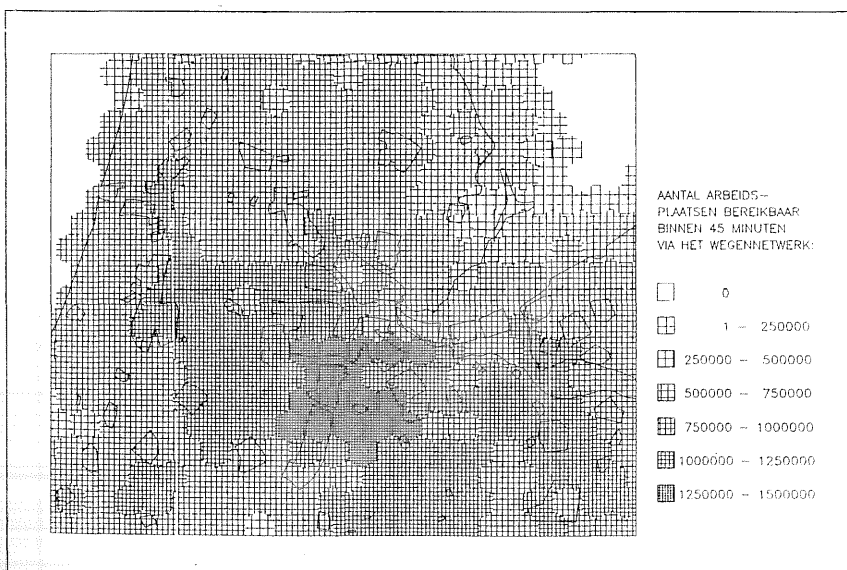 AANTAL ARBEIDS-
PLAATSEN BEREIKBAAR
BINNEN 45 MINUTEN
VIA HET WEGENNETWERK:
0
1 - 250000
250000 - 500000
500000 - 750000
750000 - 1000000
1000000 - 1250000
1250000 - 1500000